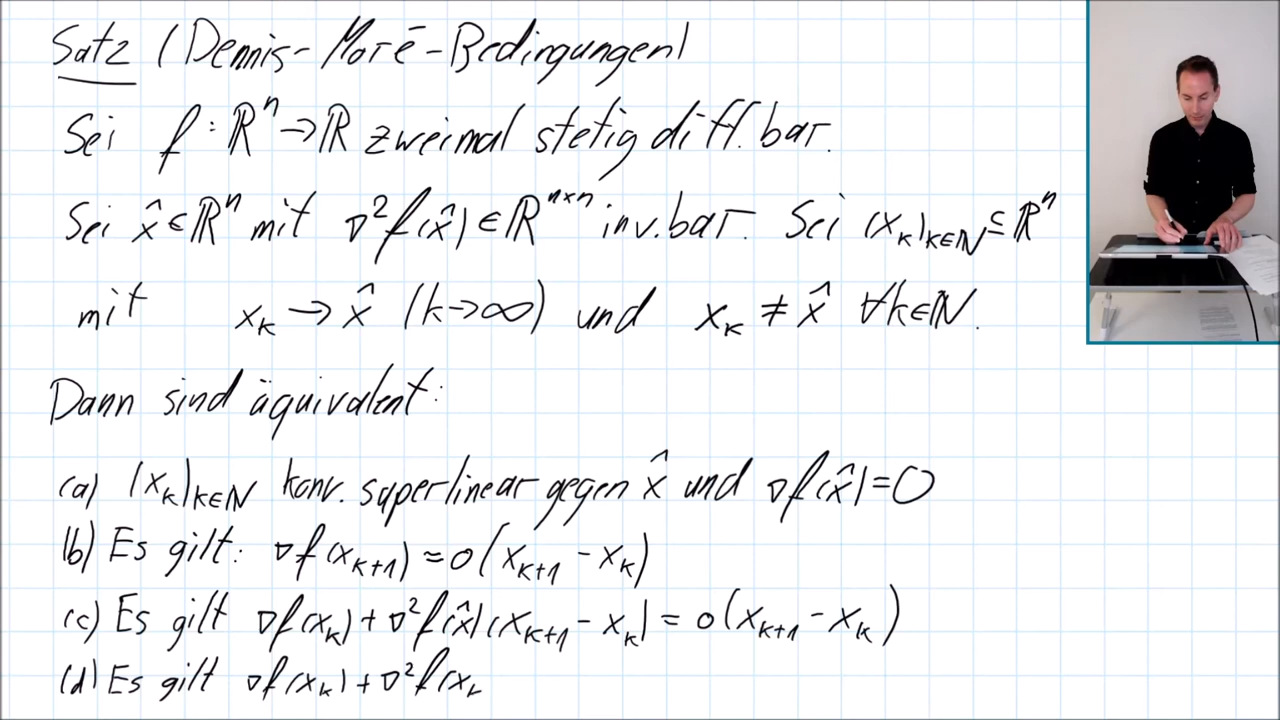 Satz (Dennis-Moré-Bedingungen)
Sei f : ℝⁿ → ℝ zweimal stetig diff.bar.
Sei x̂ ∈ ℝⁿ mit ∇²f(x̂) ∈ ℝⁿˣⁿ inv.bar. Sei (xₖ)ₖ∈ℕ ⊆ ℝⁿ
mit xₖ → x̂ (k→∞) und xₖ ≠ x̂ ∀k∈ℕ.
Dann sind äquivalent:
(a) (xₖ)ₖ∈ℕ konv. superlinear gegen x̂ und ∇f(x̂)=0
(b) Es gilt: ∇f(xₖ₊₁) = o(xₖ₊₁ - xₖ)
(c) Es gilt ∇f(xₖ) + ∇²f(x̂)(xₖ₊₁ - xₖ) = o(xₖ₊₁ - xₖ)
(d) Es gilt ∇f(xₖ) + ∇²f(xₖ